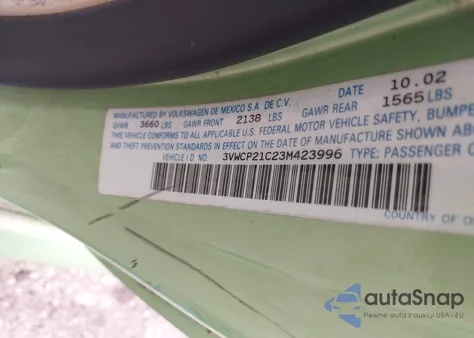 MANUFACTURED BY VOLKSWAGEN DE MEXICO S.A. DE C.V. DATE 10.02
GVWR 3660 LBS GAWR FRONT 2138 LBS GAWR REAR 1565 LBS
THIS VEHICLE CONFORMS TO ALL APPLICABLE U.S. FEDERAL MOTOR VEHICLE SAFETY, BUMPE
AND THEFT PREVENTION STANDARDS IN EFFECT ON THE DATE OF MANUFACTURE SHOWN ABO
VEHICLE I.D. NO. 3VWCP21C23M423996 TYPE: PASSENGER C
COUNTRY OF
autoSnap
Pewne auta z aukcji USA i EU